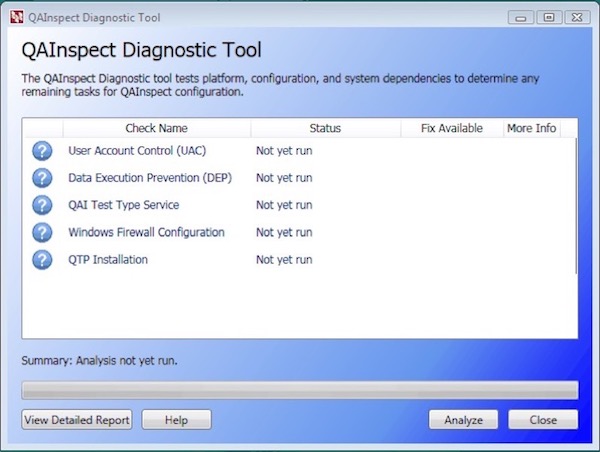 QAInspect Diagnostic Tool
QAInspect Diagnostic Tool
The QAInspect Diagnostic tool tests platform, configuration, and system dependencies to determine any
remaining tasks for QAInspect configuration.
Check Name Status Fix Available More Info
? User Account Control (UAC) Not yet run
? Data Execution Prevention (DEP) Not yet run
? QAI Test Type Service Not yet run
? Windows Firewall Configuration Not yet run
? QTP Installation Not yet run
Summary: Analysis not yet run.
View Detailed Report Help Analyze Close